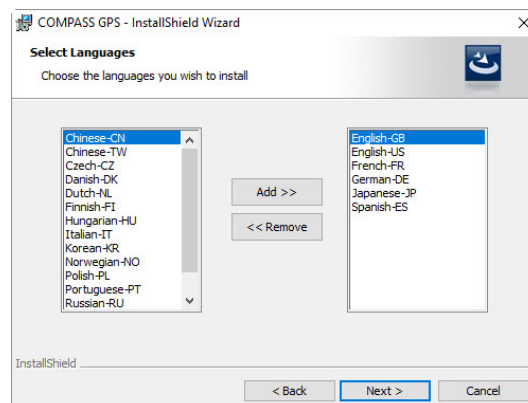 COMPASS GPS - InstallShield Wizard
Select Languages
Choose the languages you wish to install
Chinese-CN
Chinese-TW
Czech-CZ
Danish-DK
Dutch-NL
Finnish-FI
Hungarian-HU
Italian-IT
Korean-KR
Norwegian-NO
Polish-PL
Portuguese-PT
Russian-RU
Add >>
<< Remove
English-GB
English-US
French-FR
German-DE
Japanese-JP
Spanish-ES
InstallShield
< Back
Next >
Cancel